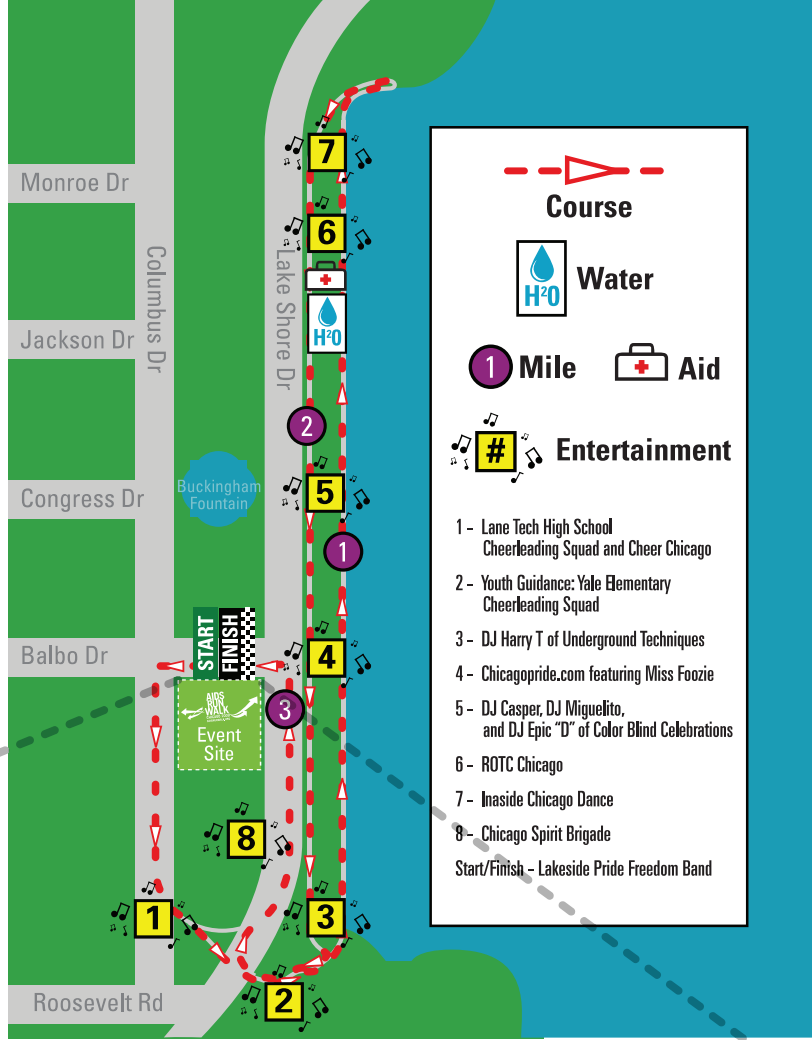 7
Monroe Dr
6
Course
Columbus Dr
Lake Shore Dr
H²O
Water
H²O
Jackson Dr
1 Mile
Aid
2
# Entertainment
Buckingham
Fountain
5
Congress Dr
1 - Lane Tech High School
Cheerleading Squad and Cheer Chicago
1
2 - Youth Guidance: Yale Elementary
Cheerleading Squad
START
FINISH
3 - DJ Harry T of Underground Techniques
Balbo Dr
4
4 - Chicagopride.com featuring Miss Foozie
5 - DJ Casper, DJ Miguelito,
and DJ Epic "D" of Color Blind Celebrations
AIDS
RUN
WALK
3
Event
Site
6 - ROTC Chicago
7 - Inaside Chicago Dance
8
8 - Chicago Spirit Brigade
Start/Finish - Lakeside Pride Freedom Band
1
3
2
Roosevelt Rd